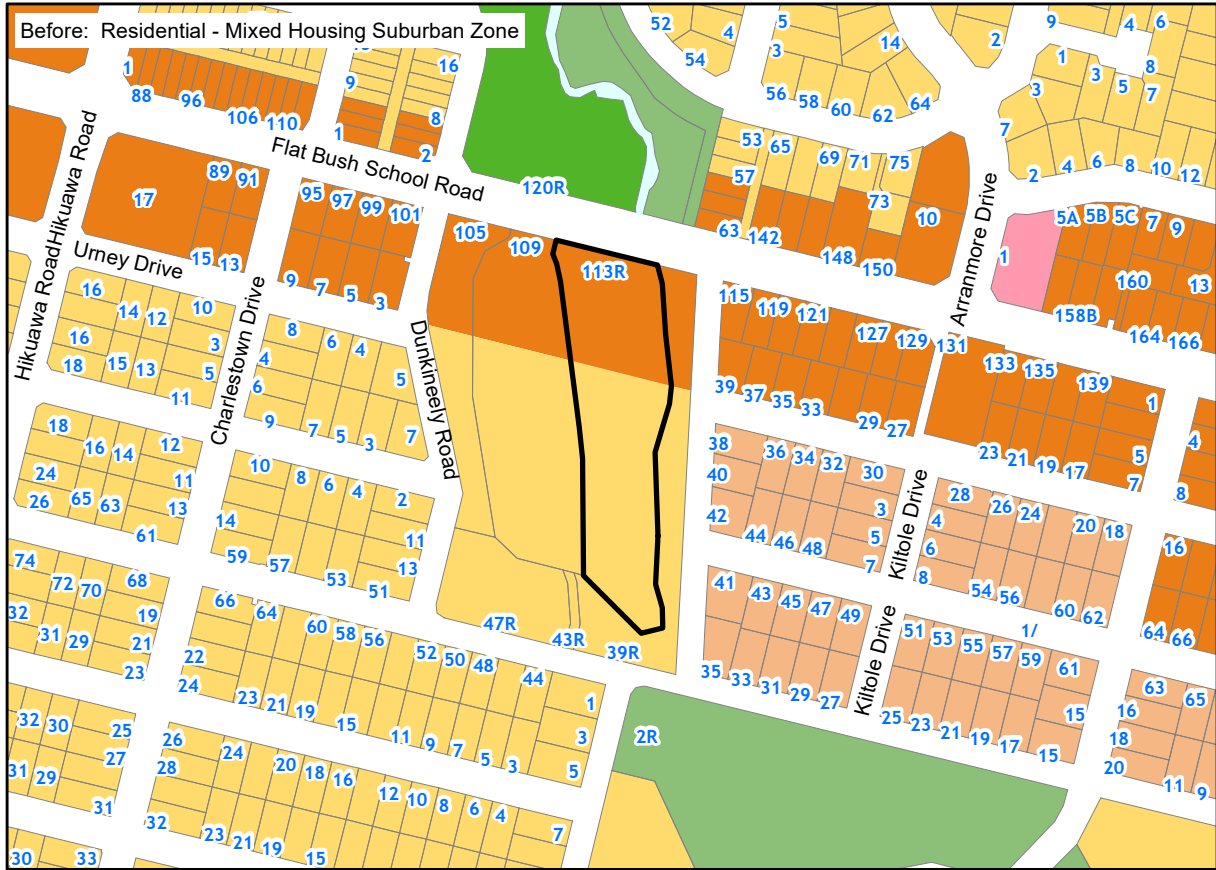 Before: Residential - Mixed Housing Suburban Zone
52 4 5 3 14 2 9 4 6
54 1 3 5 8 7
16 9 8 1 2
1 88 96 106 110
56 58 60 62 64
3 7 2 4 6 8 10 12
Flat Bush School Road
120R
53 65 69 71 75
57 73 63 142 148 150 10
Arranmore Drive
1 5A 5B 5C 7 9
160 13 158B 164 166
Hikuawa Road
Hikuawa Road
17 89 91 15 13
95 97 99 101
9 7 5 3
Urney Drive
105 109 113R
115 119 121 127 129 131 133 135 139 1
39 37 35 33 29 27
23 21 19 17 5 7 4 8
Charlestown Drive
16 14 12 10 3
16 18 15 13 5 11
8 6 4 5
4 6 9 7 5 3 7
Dunkineely Road
18 16 14 12
24 26 65 63 11 13 61
10 8 6 4 2
14 59 57 53 11 13 51
38 36 34 32 30
40 42 44 46 48 3 5 7
Kiltole Drive
28 26 24 20 18
4 6 8 54 56 60 62
16 64 66
74 72 70 68
32 31 29 19 21 23
66 64 60 58 56 52 50 48 44
22 24 23 21 19 15 11 9 7 5 3
1 3 5
47R 43R 39R
41 43 45 47 49
35 33 31 29 27
Kiltole Drive
51 53 55 57 59 1/ 61
25 23 21 19 17 15 15
63 65 16 18 20 11 9
2R
32 30 25 27
31 29 31
26 28 24 20 18 16 12 10 8 6 4
32 23 21 19 15 7
30 33